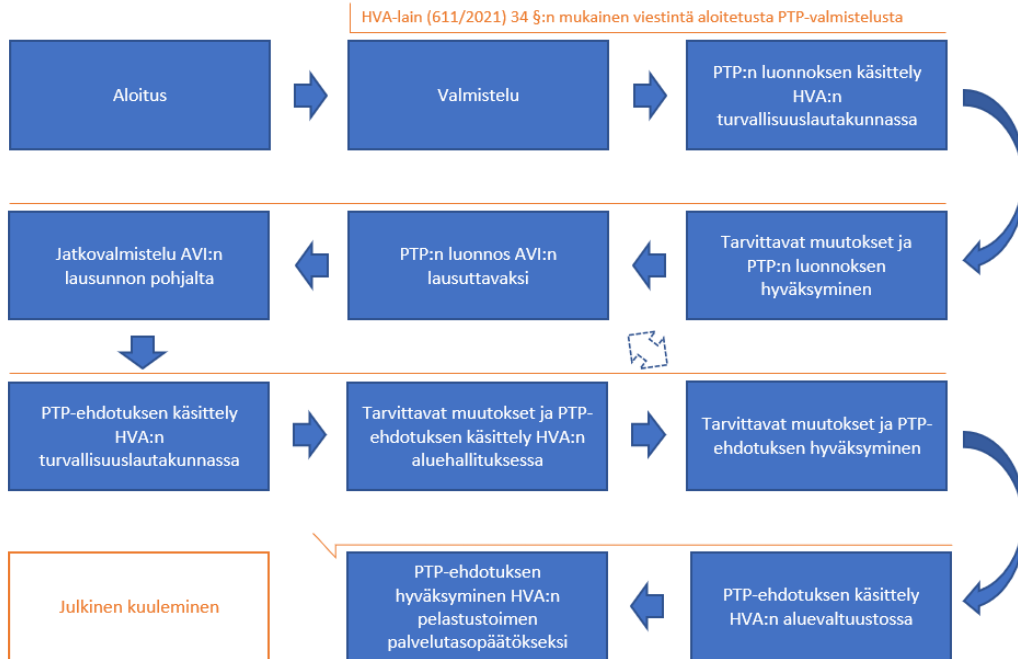 HVA-lain (611/2021) 34 §:n mukainen viestintä aloitetusta PTP-valmistelusta
Aloitus
Valmistelu
PTP:n luonnoksen käsittely
HVA:n
turvallisuuslautakunnassa
Tarvittavat muutokset ja
PTP:n luonnoksen
hyväksyminen
PTP:n luonnos AVI:n
lausuttavaksi
Jatkovalmistelu AVI:n
lausunnon pohjalta
PTP-ehdotuksen käsittely
HVA:n
turvallisuuslautakunnassa
Tarvittavat muutokset ja PTP-
ehdotuksen käsittely HVA:n
aluehallituksessa
Tarvittavat muutokset ja PTP-
ehdotuksen hyväksyminen
PTP-ehdotuksen käsittely
HVA:n aluevaltuustossa
PTP-ehdotuksen
hyväksyminen HVA:n
pelastustoimen
palvelutasopäätökseksi
Julkinen kuuleminen